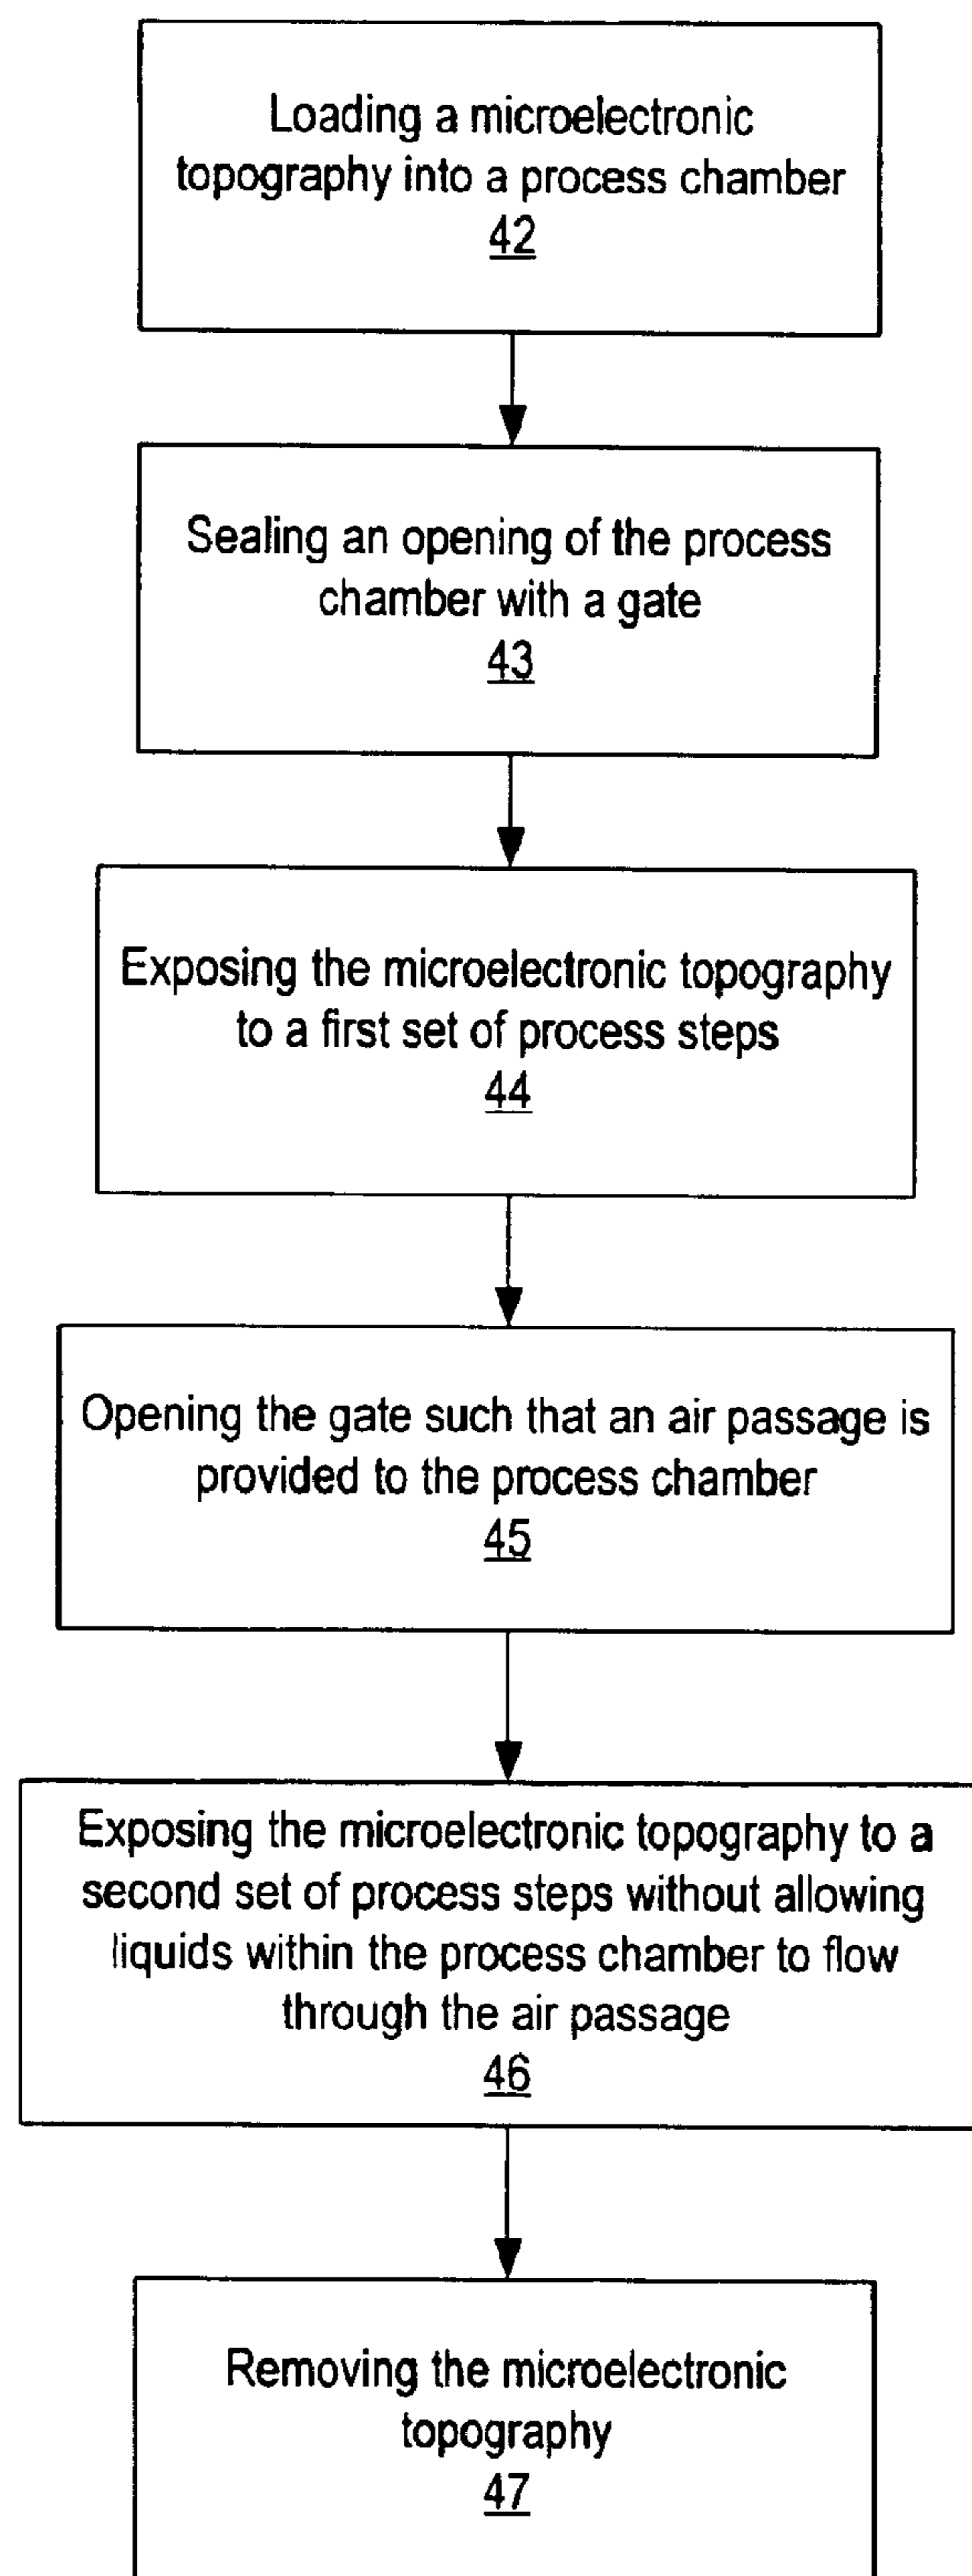 Loading a microelectronic
topography into a process chamber
42
Sealing an opening of the process
chamber with a gate
43
Exposing the microelectronic topography
to a first set of process steps
44
Opening the gate such that an air passage is
provided to the process chamber
45
Exposing the microelectronic topography to a
second set of process steps without allowing
liquids within the process chamber to flow
through the air passage
46
Removing the microelectronic
topography
47